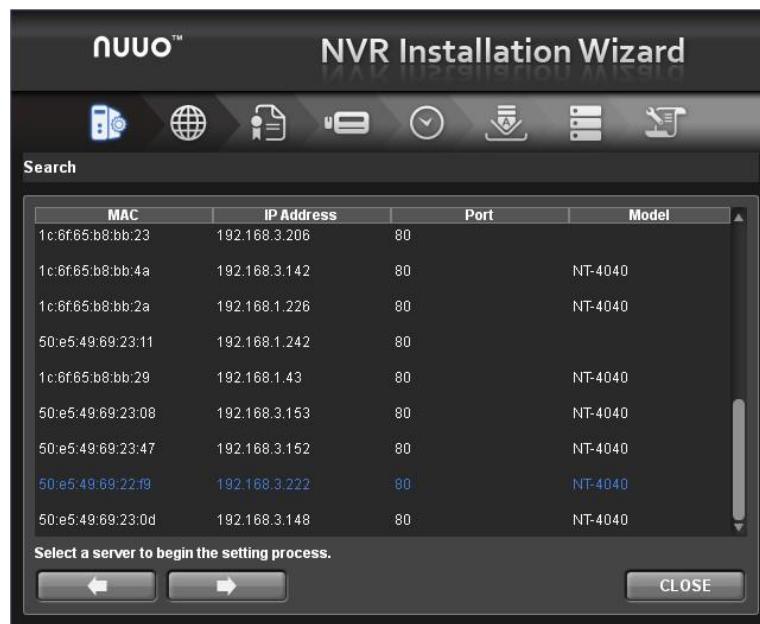 nuuo™ NVR Installation Wizard
Search
MAC IP Address Port Model
1c:6f:65:b8:bb:23 192.168.3.206 80
1c:6f:65:b8:bb:4a 192.168.3.142 80 NT-4040
1c:6f:65:b8:bb:2a 192.168.1.226 80 NT-4040
50:e5:49:69:23:11 192.168.1.242 80
1c:6f:65:b8:bb:29 192.168.1.43 80 NT-4040
50:e5:49:69:23:08 192.168.3.153 80 NT-4040
50:e5:49:69:23:47 192.168.3.152 80 NT-4040
50:e5:49:69:22:f9 192.168.3.222 80 NT-4040
50:e5:49:69:23:0d 192.168.3.148 80 NT-4040
Select a server to begin the setting process.
CLOSE